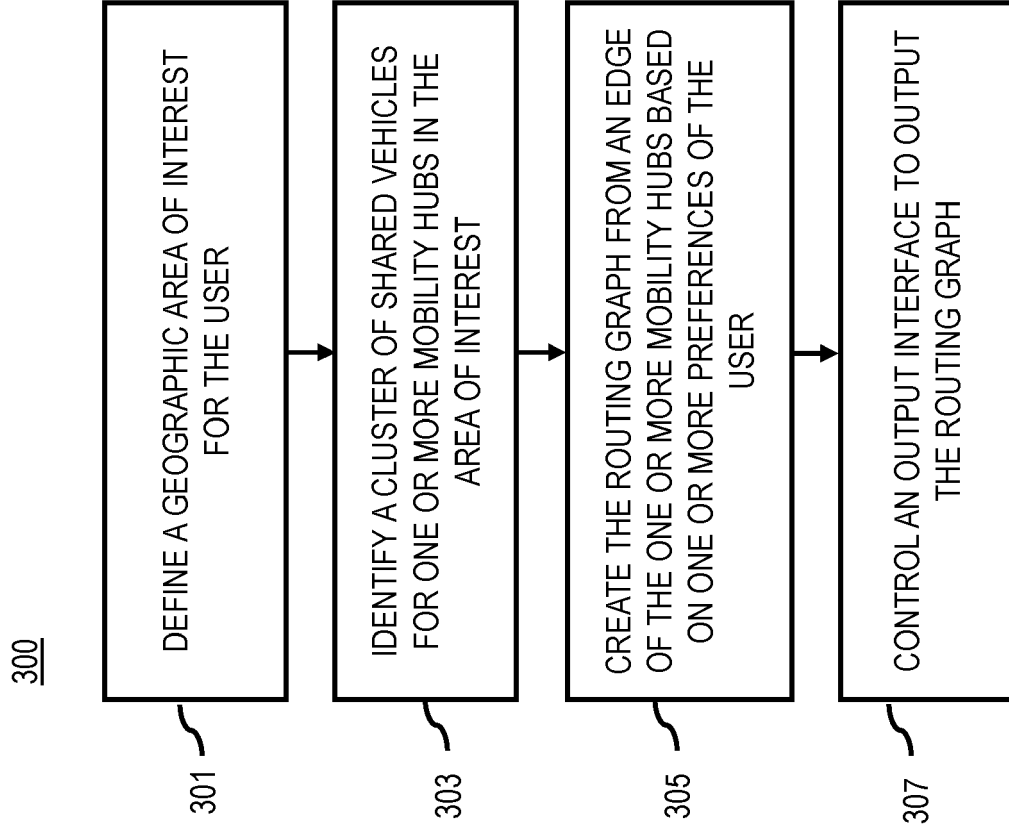 300
301
DEFINE A GEOGRAPHIC AREA OF INTEREST
FOR THE USER
303
IDENTIFY A CLUSTER OF SHARED VEHICLES
FOR ONE OR MORE MOBILITY HUBS IN THE
AREA OF INTEREST
305
CREATE THE ROUTING GRAPH FROM AN EDGE
OF THE ONE OR MORE MOBILITY HUBS BASED
ON ONE OR MORE PREFERENCES OF THE
USER
307
CONTROL AN OUTPUT INTERFACE TO OUTPUT
THE ROUTING GRAPH